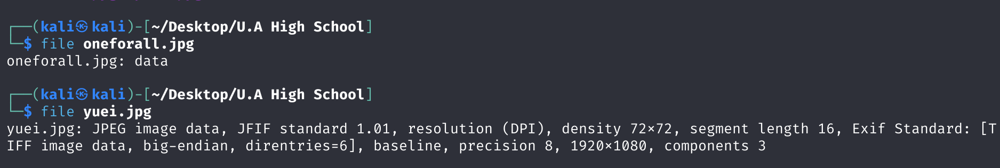 ┌──(kali㉿kali)-[~/Desktop/U.A High School]
└─$ file oneforall.jpg
oneforall.jpg: data
┌──(kali㉿kali)-[~/Desktop/U.A High School]
└─$ file yuei.jpg
yuei.jpg: JPEG image data, JFIF standard 1.01, resolution (DPI), density 72×72, segment length 16, Exif Standard: [T
IFF image data, big-endian, direntries=6], baseline, precision 8, 1920×1080, components 3